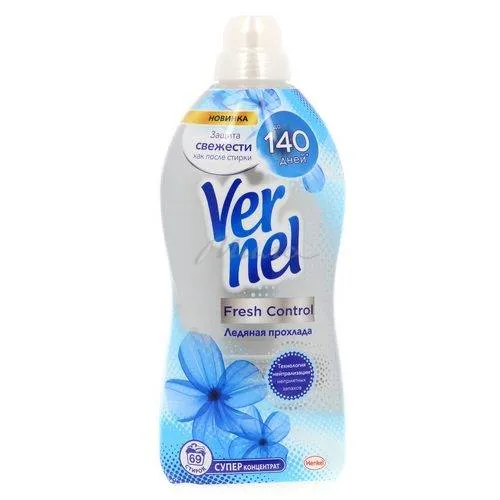 НОВИНКА
Защита
свежести
как после стирки
до
140
дней*
Ver
nel
Fresh Control
Ледяная прохлада
Технология
нейтрализации
неприятных
запахов
69
СТИРОК
СУПЕР КОНЦЕНТРАТ
Henkel